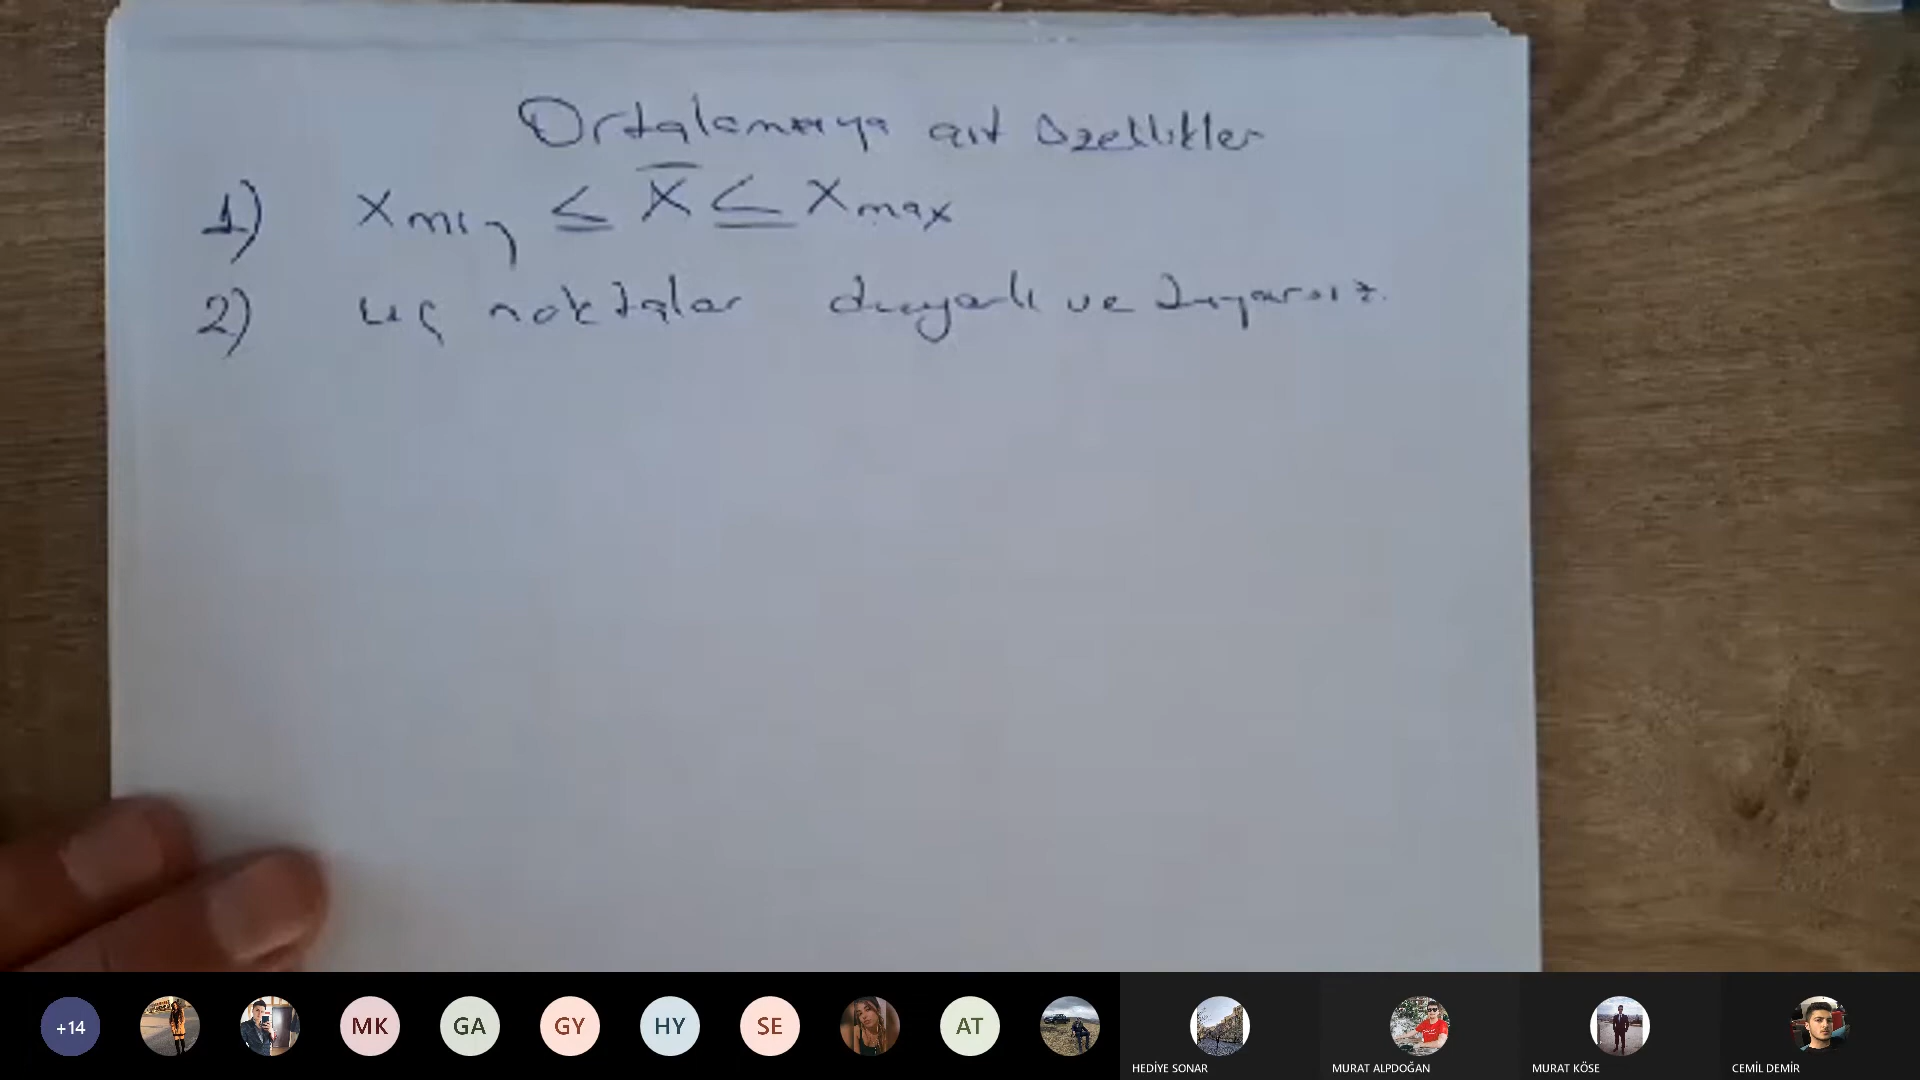 Ortalamaya ait Özellikler
1) Xmin ≤ X̄ ≤ Xmax
2) uç noktalar duyarlı ve duyarsız.
+14
MK
GA
GY
HY
SE
AT
HEDİYE SONAR
MURAT ALPDOĞAN
MURAT KÖSE
CEMİL DEMİR